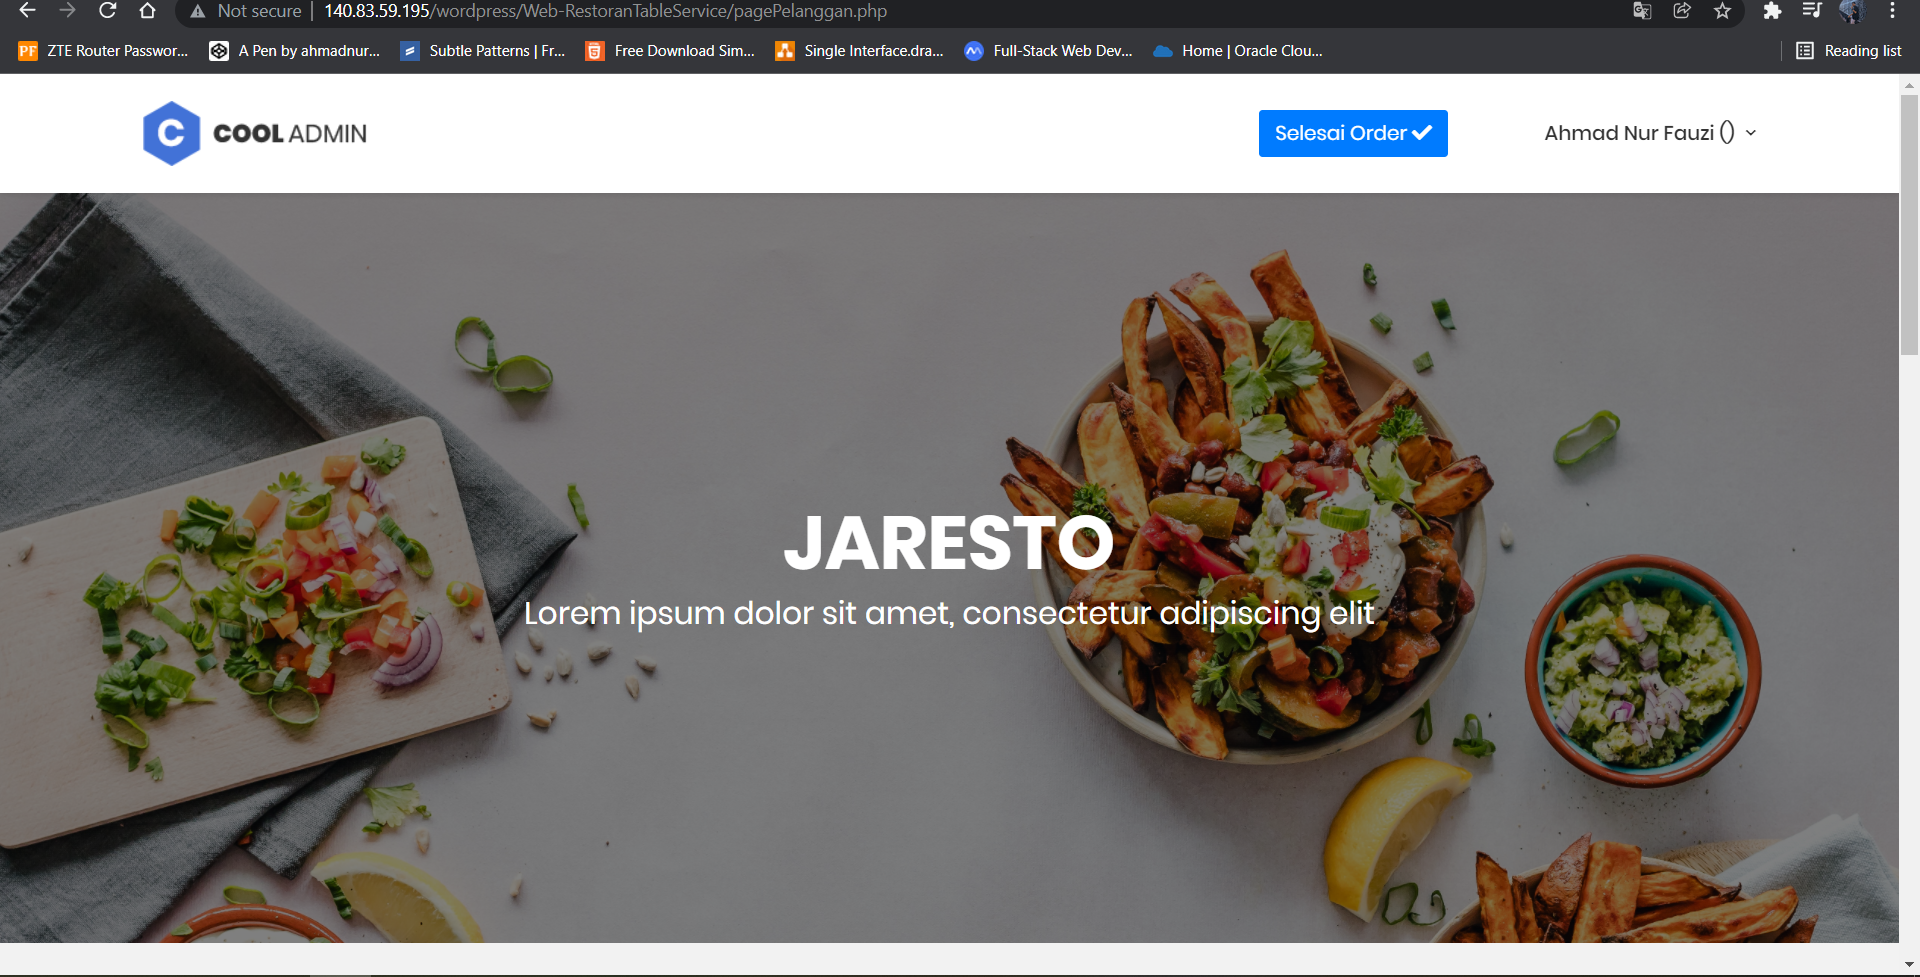 Not secure | 140.83.59.195/wordpress/Web-RestoranTableService/pagePelanggan.php
PF ZTE Router Passwor... A Pen by ahmadnur... Subtle Patterns | Fr... Free Download Sim... Single Interface.dra... Full-Stack Web Dev... Home | Oracle Clou... Reading list
C COOL ADMIN Selesai Order Ahmad Nur Fauzi ()
JARESTO
Lorem ipsum dolor sit amet, consectetur adipiscing elit